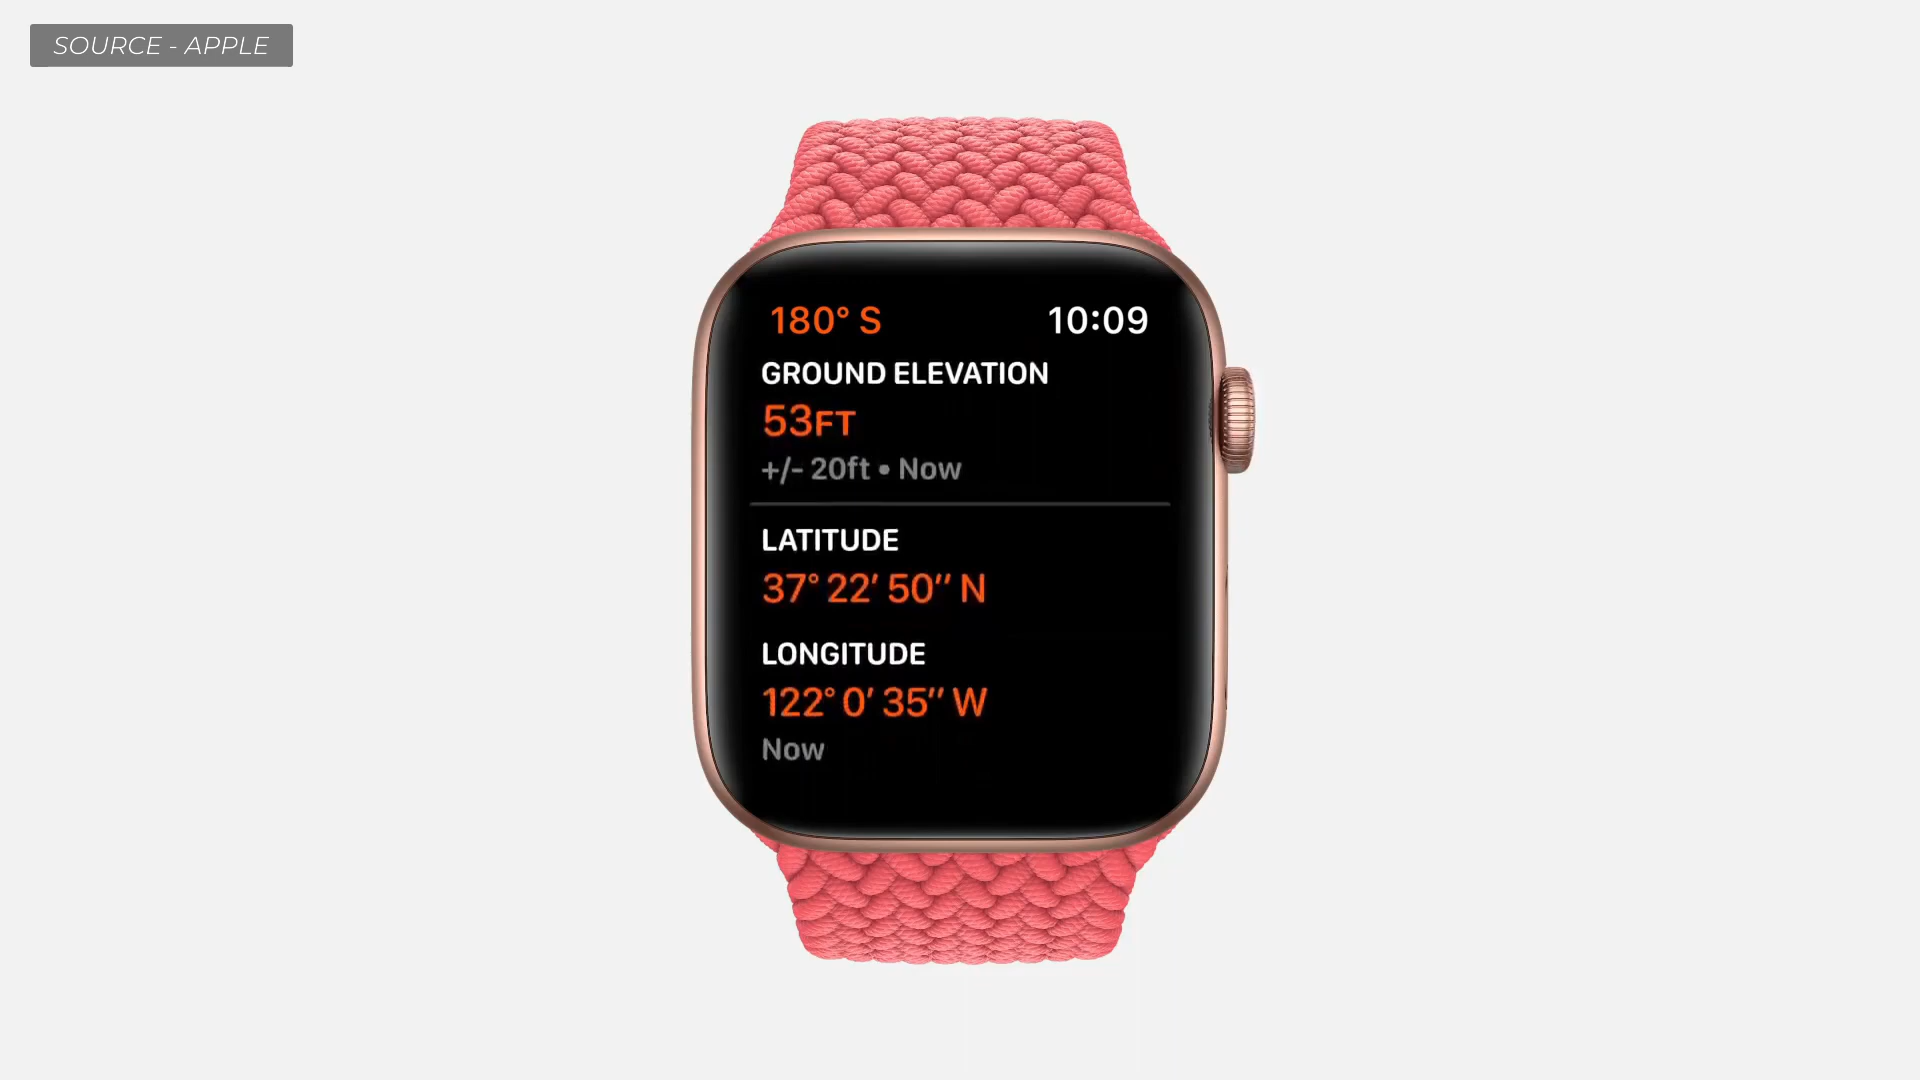 SOURCE - APPLE
180° S 10:09
GROUND ELEVATION
53FT
+/- 20ft • Now
LATITUDE
37° 22′ 50″ N
LONGITUDE
122° 0′ 35″ W
Now